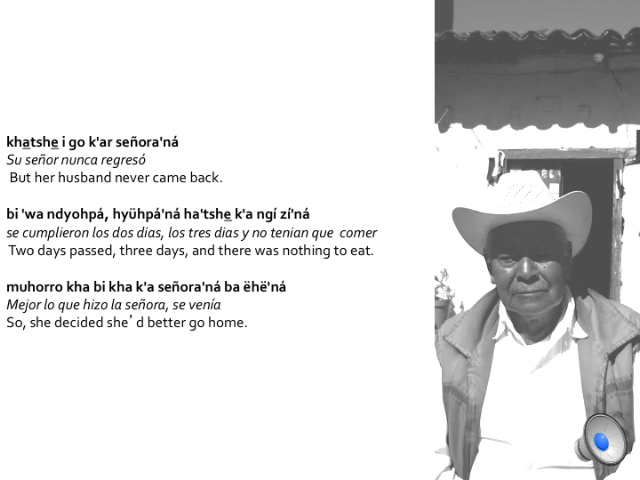 kha̱tshe̱ i go k'ar señora'ná
Su señor nunca regresó
But her husband never came back.
bi 'wa ndyohpá, hyühpá'ná ha'tshe̱ k'a ngí zí'ná
se cumplieron los dos dias, los tres dias y no tenian que comer
Two days passed, three days, and there was nothing to eat.
muhorro kha bi kha k'a señora'ná ba ëhë'ná
Mejor lo que hizo la señora, se venía
So, she decided she' d better go home.